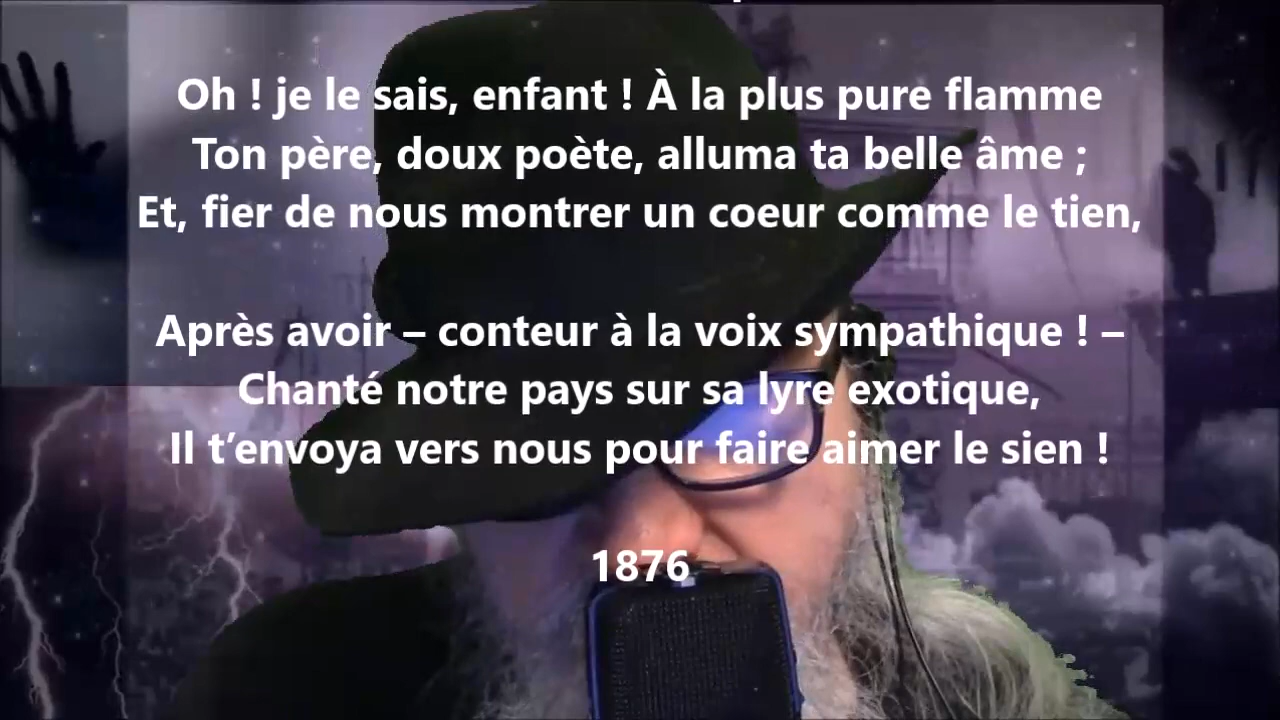 Oh ! je le sais, enfant ! À la plus pure flamme
Ton père, doux poète, alluma ta belle âme ;
Et, fier de nous montrer un coeur comme le tien,
Après avoir – conteur à la voix sympathique ! –
Chanté notre pays sur sa lyre exotique,
Il t’envoya vers nous pour faire aimer le sien !
1876